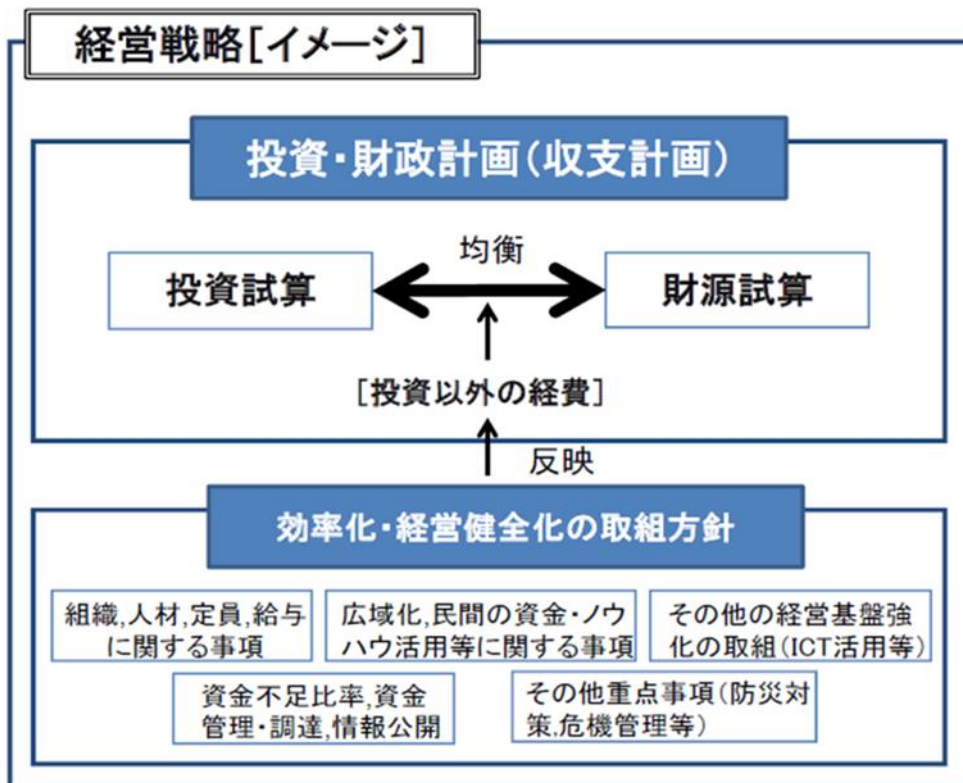 経営戦略[イメージ]
投資・財政計画(収支計画)
均衡
投資試算
財源試算
[投資以外の経費]
反映
効率化・経営健全化の取組方針
組織,人材,定員,給与
に関する事項
広域化,民間の資金・ノウ
ハウ活用等に関する事項
その他の経営基盤強
化の取組(ICT活用等)
資金不足比率,資金
管理・調達,情報公開
その他重点事項(防災対
策,危機管理等)